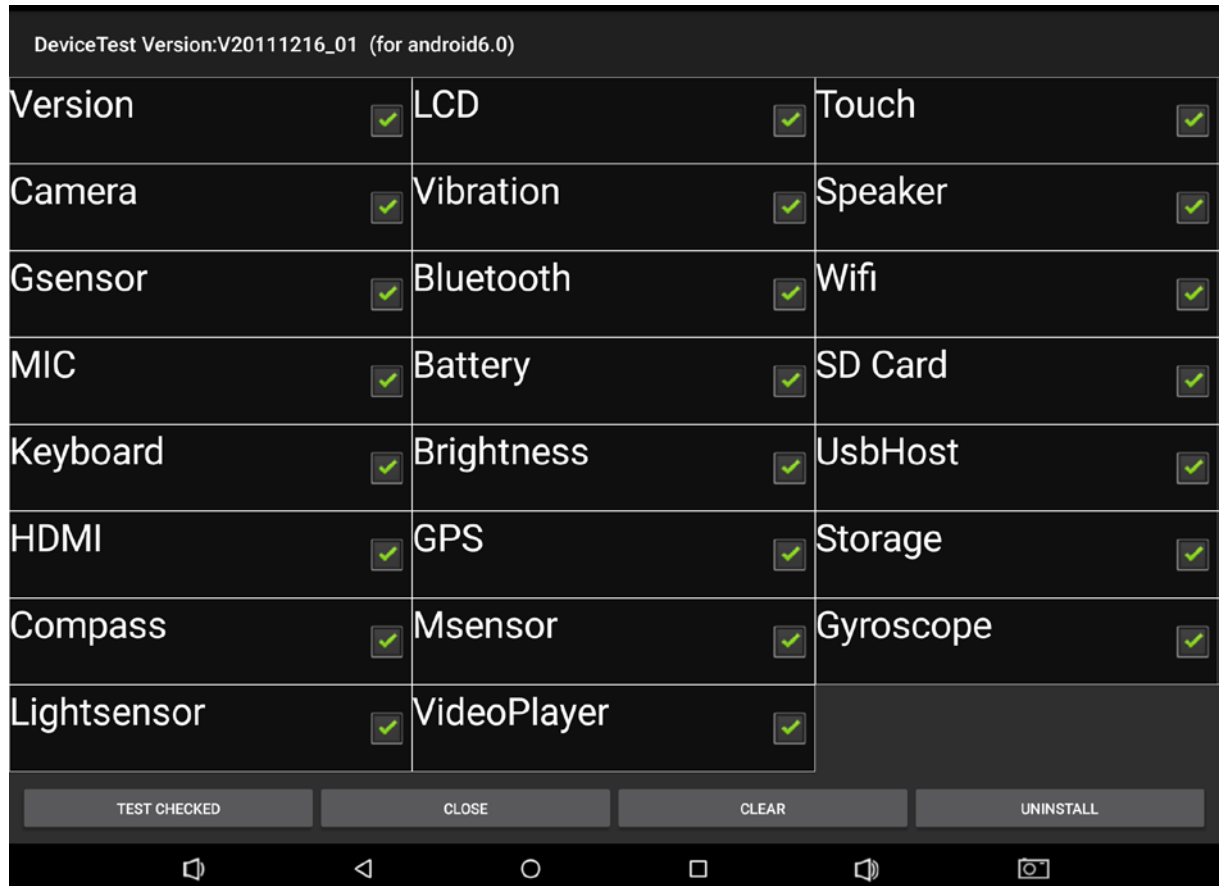 DeviceTest Version:V20111216_01 (for android6.0)
Version LCD Touch
Camera Vibration Speaker
Gsensor Bluetooth Wifi
MIC Battery SD Card
Keyboard Brightness UsbHost
HDMI GPS Storage
Compass Msensor Gyroscope
Lightsensor VideoPlayer
TEST CHECKED CLOSE CLEAR UNINSTALL